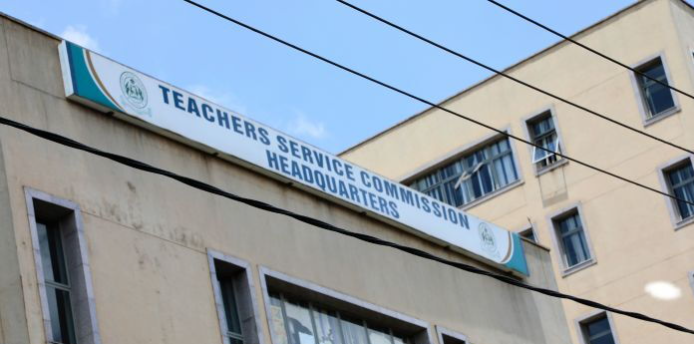 TEACHERS SERVICE COMMISSION
HEADQUARTERS